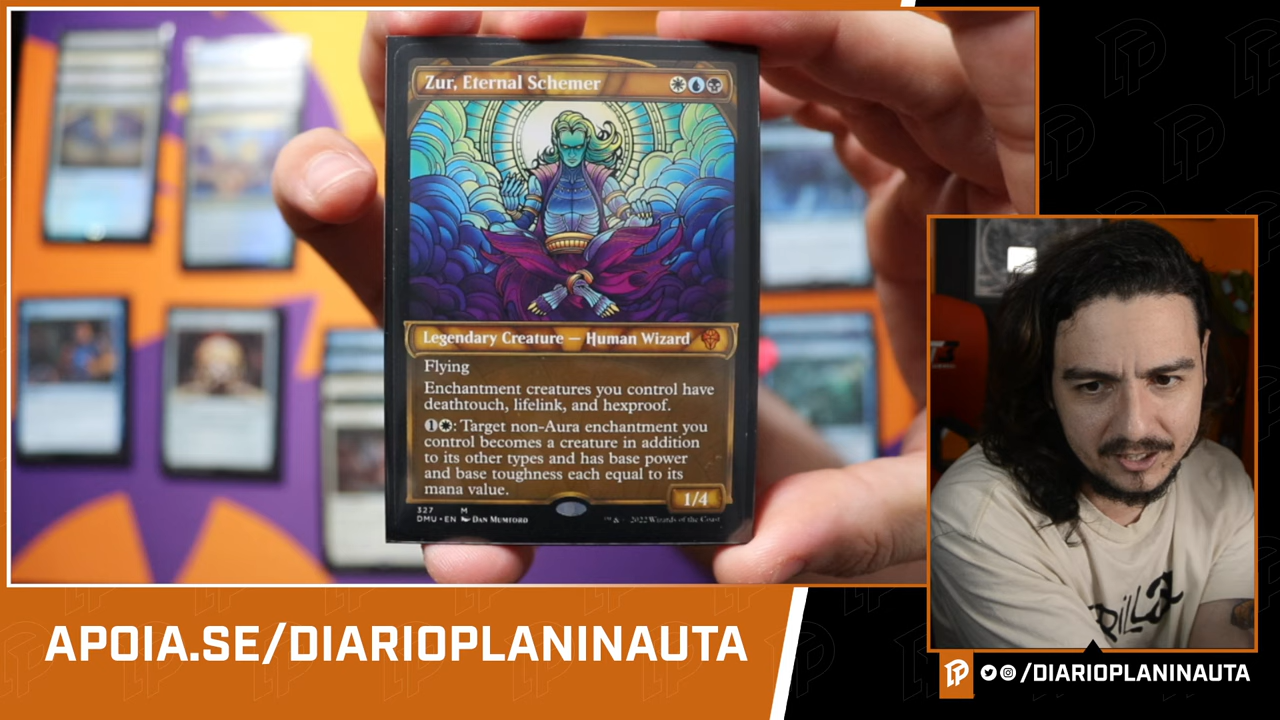 Zur, Eternal Schemer
Legendary Creature — Human Wizard
Flying
Enchantment creatures you control have
deathtouch, lifelink, and hexproof.
1: Target non-Aura enchantment you
control becomes a creature in addition
to its other types and has base power
and base toughness each equal to its
mana value.
1/4
327 M
DMU • EN DAN MUMFORD
™ & © 2022 Wizards of the Coast
APOIA.SE/DIARIOPLANINAUTA
/DIARIOPLANINAUTA